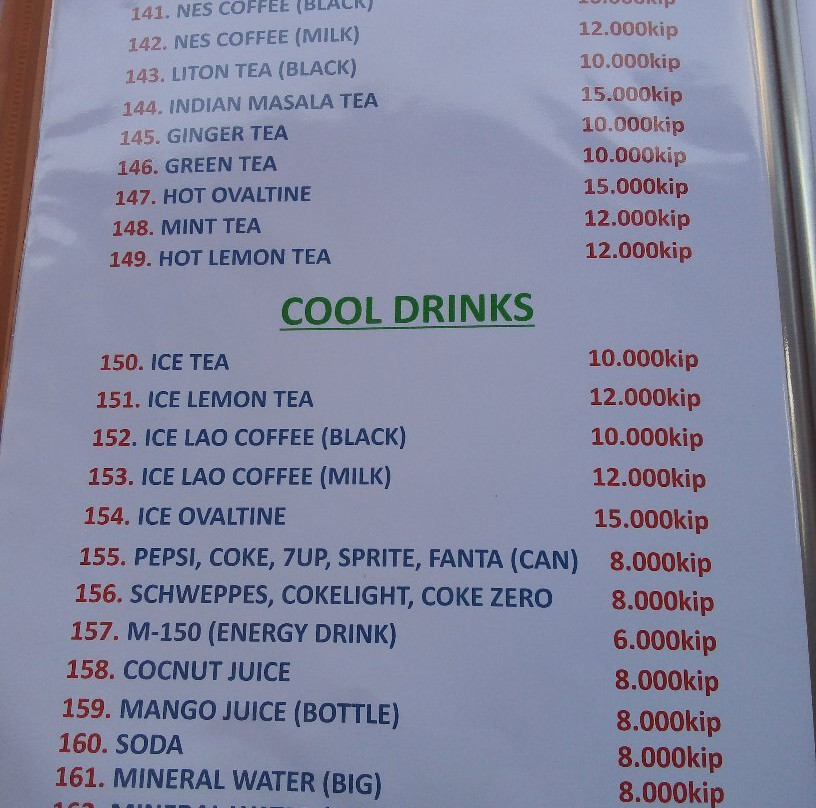 141. NES COFFEE (BLACK)
142. NES COFFEE (MILK) 12.000kip
143. LITON TEA (BLACK) 10.000kip
144. INDIAN MASALA TEA 15.000kip
145. GINGER TEA 10.000kip
146. GREEN TEA 10.000kip
147. HOT OVALTINE 15.000kip
148. MINT TEA 12.000kip
149. HOT LEMON TEA 12.000kip
COOL DRINKS
150. ICE TEA 10.000kip
151. ICE LEMON TEA 12.000kip
152. ICE LAO COFFEE (BLACK) 10.000kip
153. ICE LAO COFFEE (MILK) 12.000kip
154. ICE OVALTINE 15.000kip
155. PEPSI, COKE, 7UP, SPRITE, FANTA (CAN) 8.000kip
156. SCHWEPPES, COKELIGHT, COKE ZERO 8.000kip
157. M-150 (ENERGY DRINK) 6.000kip
158. COCNUT JUICE 8.000kip
159. MANGO JUICE (BOTTLE) 8.000kip
160. SODA 8.000kip
161. MINERAL WATER (BIG) 8.000kip